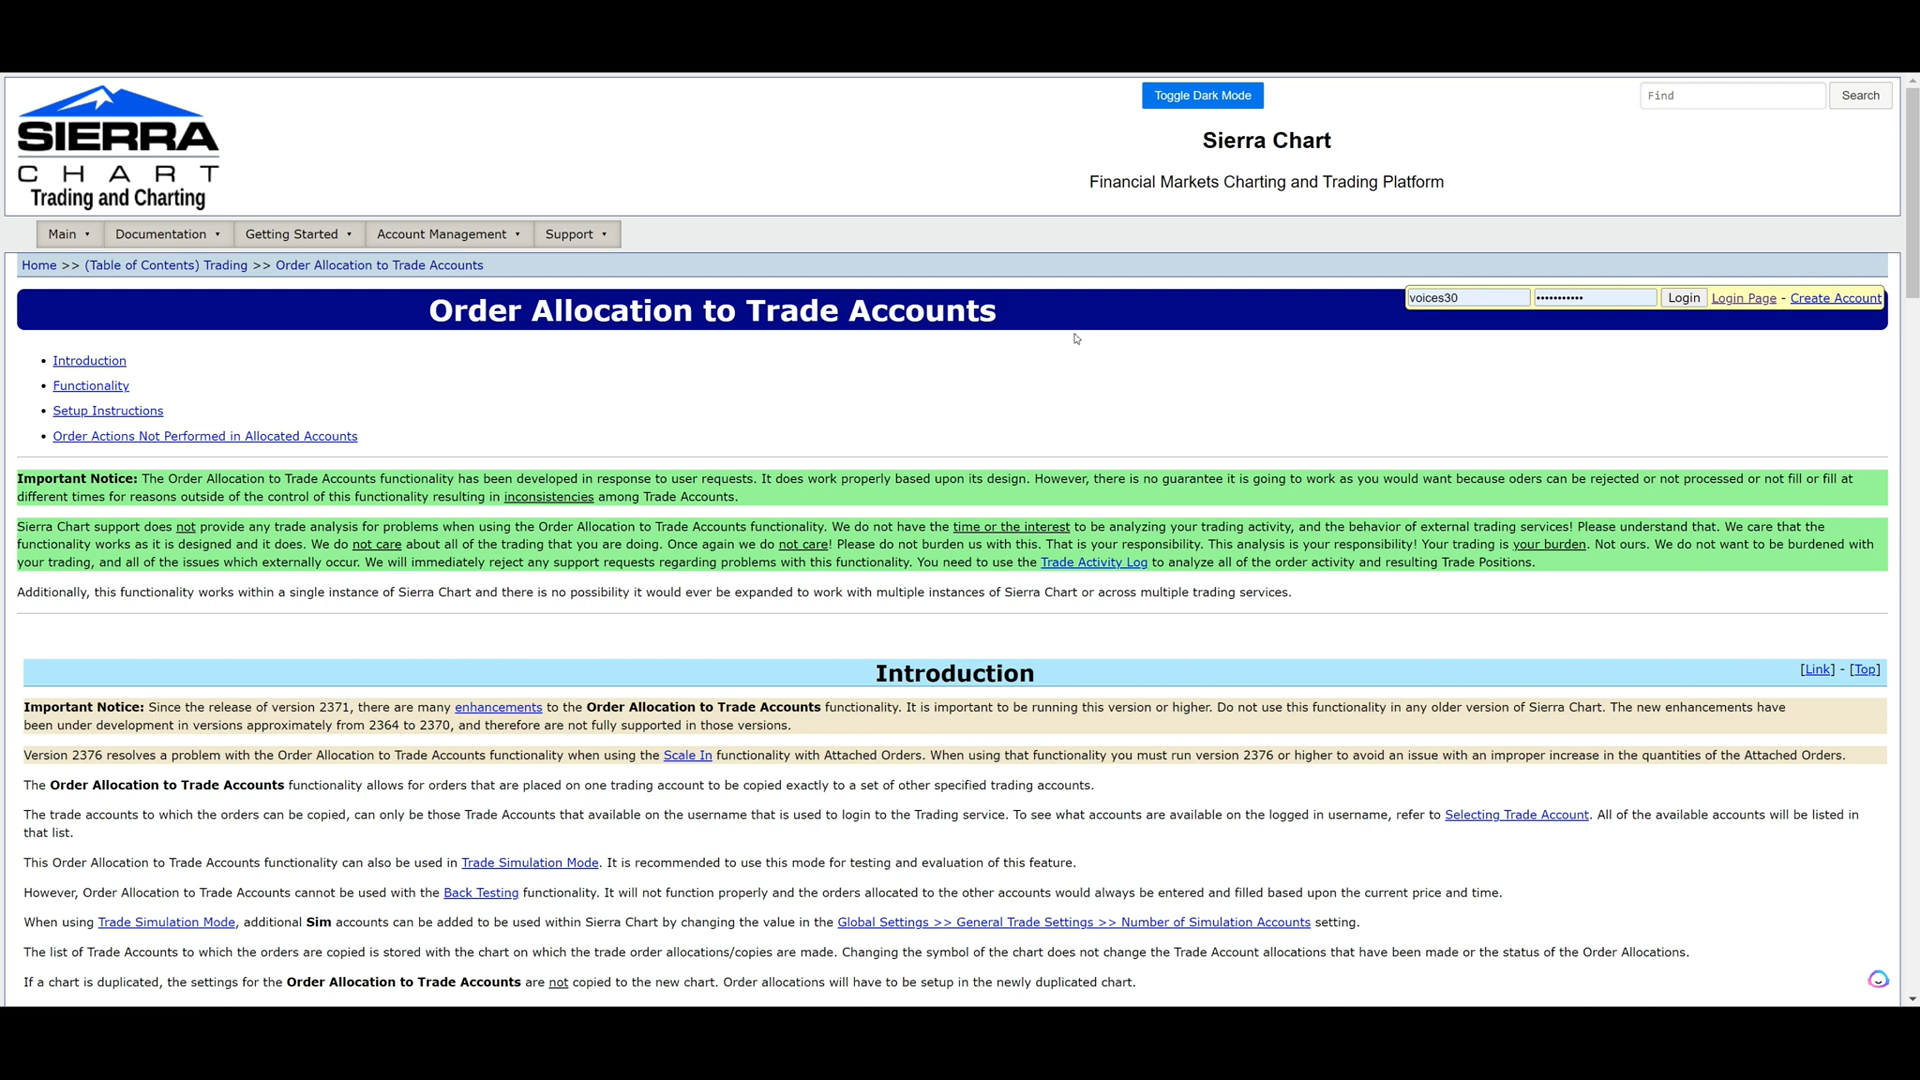 Toggle Dark Mode
Find
Search
SIERRA
CHART
Trading and Charting
Sierra Chart
Financial Markets Charting and Trading Platform
Main ▾ Documentation ▾ Getting Started ▾ Account Management ▾ Support ▾
Home >> (Table of Contents) Trading >> Order Allocation to Trade Accounts
Order Allocation to Trade Accounts
voices30 ••••••••••• Login Login Page - Create Account
• Introduction
• Functionality
• Setup Instructions
• Order Actions Not Performed in Allocated Accounts
Important Notice: The Order Allocation to Trade Accounts functionality has been developed in response to user requests. It does work properly based upon its design. However, there is no guarantee it is going to work as you would want because oders can be rejected or not processed or not fill or fill at
different times for reasons outside of the control of this functionality resulting in inconsistencies among Trade Accounts.
Sierra Chart support does not provide any trade analysis for problems when using the Order Allocation to Trade Accounts functionality. We do not have the time or the interest to be analyzing your trading activity, and the behavior of external trading services! Please understand that. We care that the
functionality works as it is designed and it does. We do not care about all of the trading that you are doing. Once again we do not care! Please do not burden us with this. That is your responsibility. This analysis is your responsibility! Your trading is your burden. Not ours. We do not want to be burdened with
your trading, and all of the issues which externally occur. We will immediately reject any support requests regarding problems with this functionality. You need to use the Trade Activity Log to analyze all of the order activity and resulting Trade Positions.
Additionally, this functionality works within a single instance of Sierra Chart and there is no possibility it would ever be expanded to work with multiple instances of Sierra Chart or across multiple trading services.
Introduction
[Link] - [Top]
Important Notice: Since the release of version 2371, there are many enhancements to the Order Allocation to Trade Accounts functionality. It is important to be running this version or higher. Do not use this functionality in any older version of Sierra Chart. The new enhancements have
been under development in versions approximately from 2364 to 2370, and therefore are not fully supported in those versions.
Version 2376 resolves a problem with the Order Allocation to Trade Accounts functionality when using the Scale In functionality with Attached Orders. When using that functionality you must run version 2376 or higher to avoid an issue with an improper increase in the quantities of the Attached Orders.
The Order Allocation to Trade Accounts functionality allows for orders that are placed on one trading account to be copied exactly to a set of other specified trading accounts.
The trade accounts to which the orders can be copied, can only be those Trade Accounts that available on the username that is used to login to the Trading service. To see what accounts are available on the logged in username, refer to Selecting Trade Account. All of the available accounts will be listed in
that list.
This Order Allocation to Trade Accounts functionality can also be used in Trade Simulation Mode. It is recommended to use this mode for testing and evaluation of this feature.
However, Order Allocation to Trade Accounts cannot be used with the Back Testing functionality. It will not function properly and the orders allocated to the other accounts would always be entered and filled based upon the current price and time.
When using Trade Simulation Mode, additional Sim accounts can be added to be used within Sierra Chart by changing the value in the Global Settings >> General Trade Settings >> Number of Simulation Accounts setting.
The list of Trade Accounts to which the orders are copied is stored with the chart on which the trade order allocations/copies are made. Changing the symbol of the chart does not change the Trade Account allocations that have been made or the status of the Order Allocations.
If a chart is duplicated, the settings for the Order Allocation to Trade Accounts are not copied to the new chart. Order allocations will have to be setup in the newly duplicated chart.